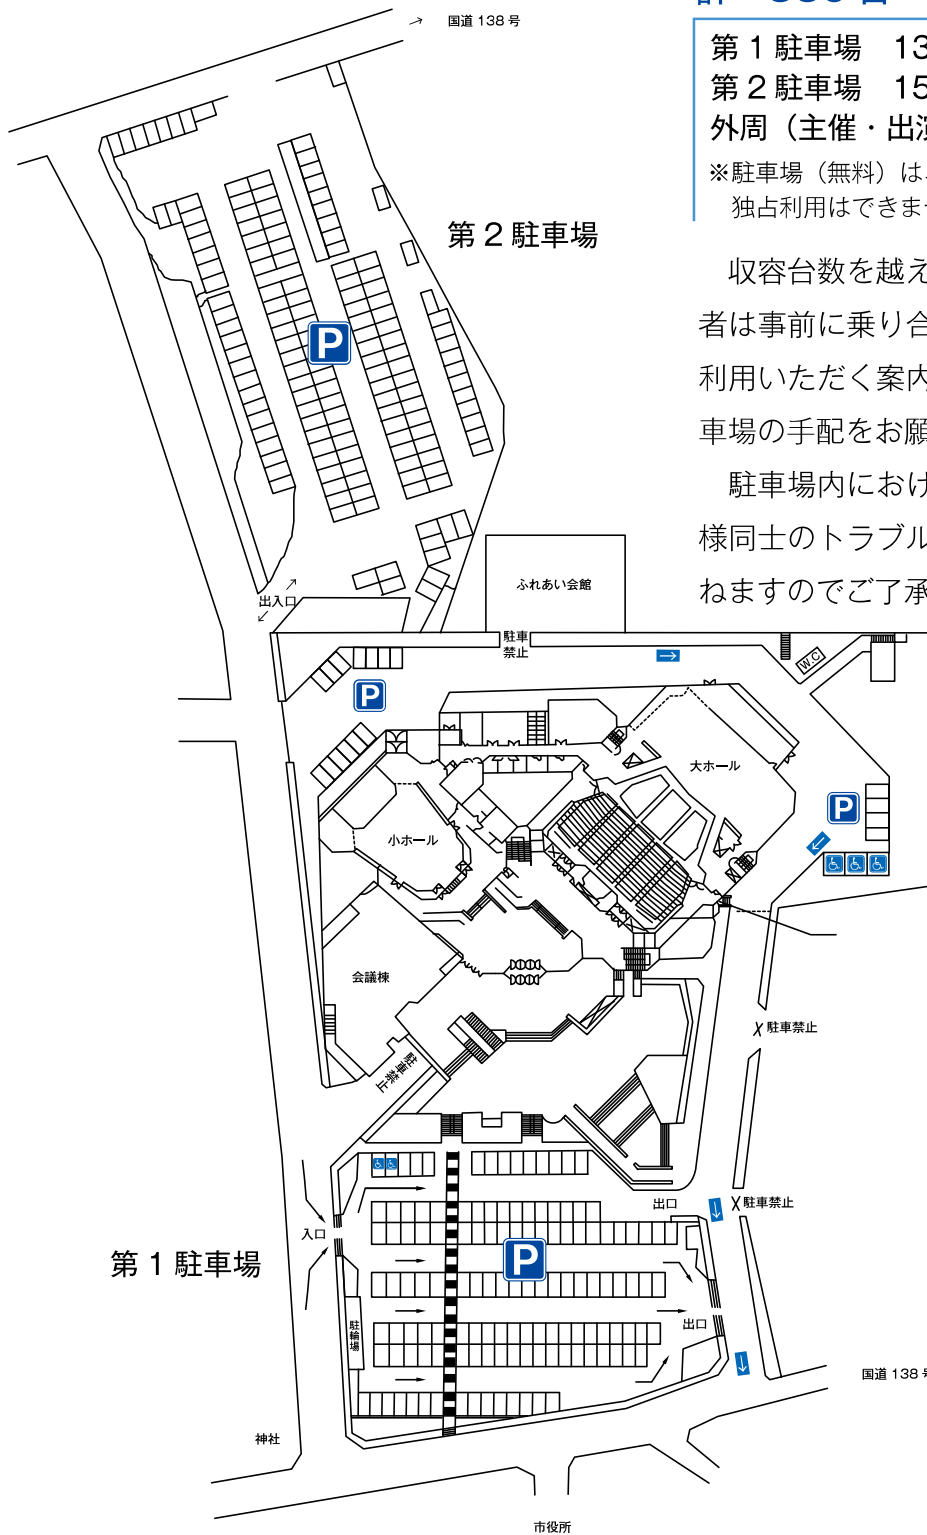 国道 138 号
第 1 駐車場 13
第 2 駐車場 15
外周（主催・出演
※駐車場（無料）は、
独占利用はできませ
第 2 駐車場
P
収容台数を越え
者は事前に乗り合
利用いただく案内
車場の手配をお願
駐車場内におけ
様同士のトラブル
ねますのでご了承
ふれあい会館
出入口
駐車
禁止
W.C
P
大ホール
P
小ホール
会議棟
駐車禁止
駐車禁止
出口
駐車禁止
入口
第 1 駐車場
P
駐輪場
出口
国道 138 号
神社
市役所